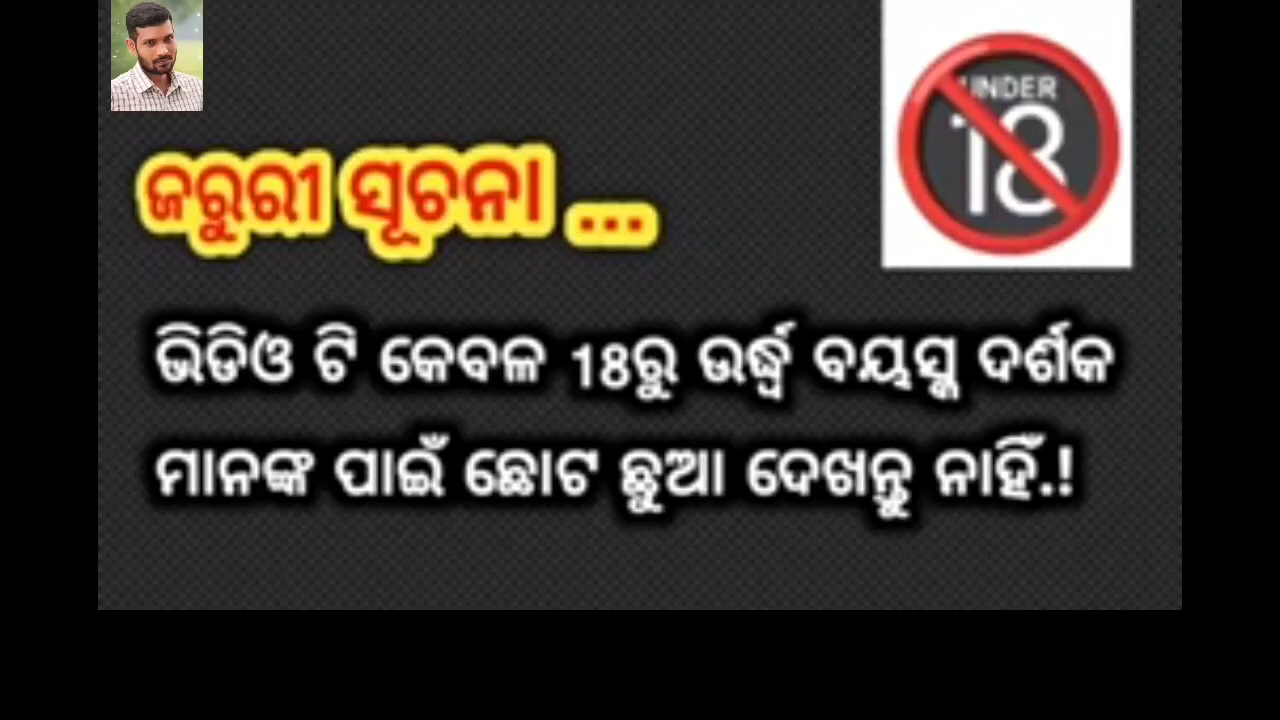 UNDER
18
ଜରୁରୀ ସୂଚନା ...
ଭିଡିଓ ଟି କେବଳ 18ରୁ ଉର୍ଦ୍ଧ୍ୱ ବୟସ୍କ ଦର୍ଶକ
ମାନଙ୍କ ପାଇଁ ଛୋଟ ଛୁଆ ଦେଖନ୍ତୁ ନାହିଁ.!